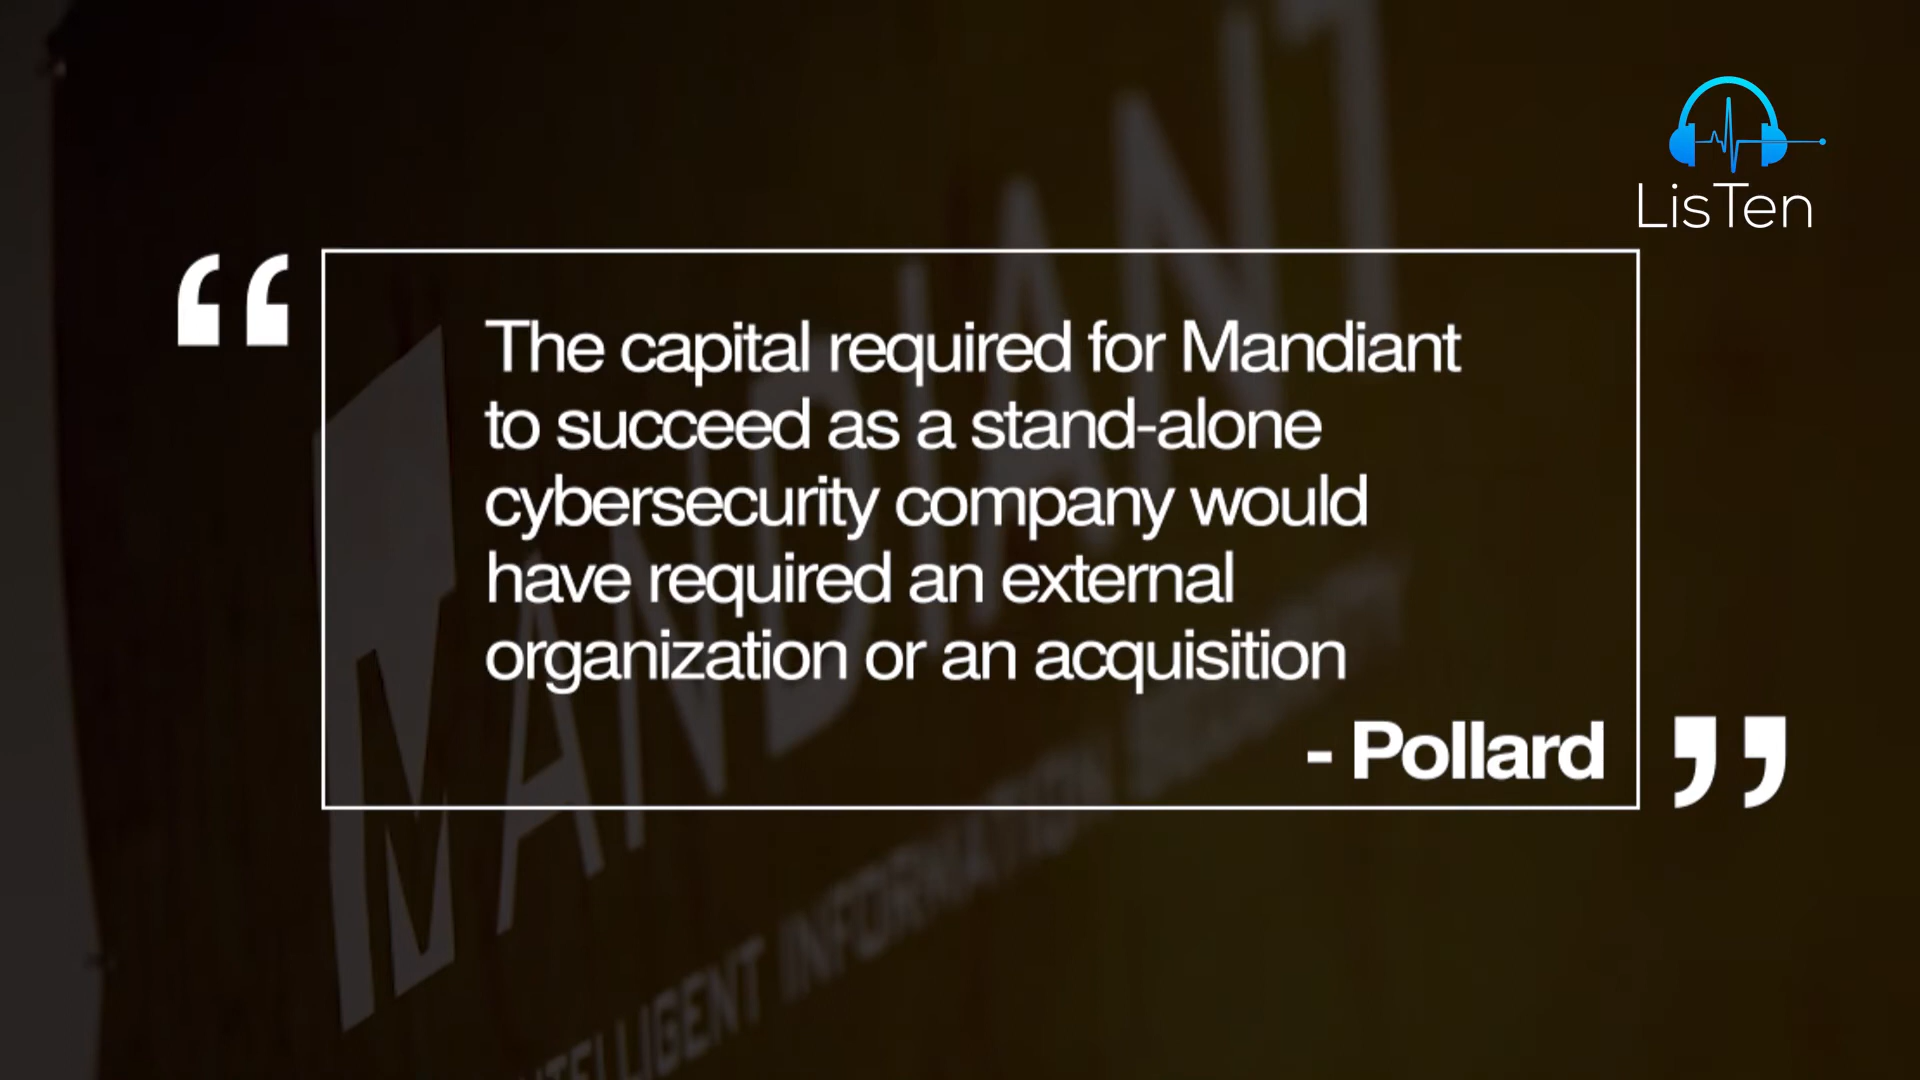 LisTen
“
The capital required for Mandiant
to succeed as a stand-alone
cybersecurity company would
have required an external
organization or an acquisition
- Pollard
”
MANDIANT
INTELLIGENT INFORMATION